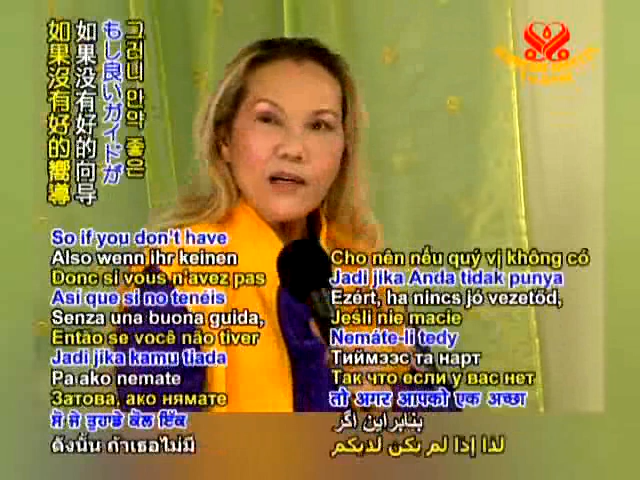 그러니 만약 좋은
もし良いガイドが
如果没有好的向导
如果沒有好的嚮導
So if you don't have
Also wenn ihr keinen
Donc si vous n'avez pas
Así que si no tenéis
Senza una buona guida,
Então se você não tiver
Jadi jika kamu tiada
Pa ako nemate
Затова, ако нямате
ਸੋ ਜੇ ਤੁਹਾਡੇ ਕੋਲ ਇੱਕ
ดังนั้น ถ้าเธอไม่มี
Cho nên nếu quý vị không có
Jadi jika Anda tidak punya
Ezért, ha nincs jó vezetőd,
Jeśli nie macie
Nemáte-li tedy
Тиймээс та нарт
Так что если у вас нет
तो अगर आपको एक अच्छा
بنابراین اگر
لذا إذا لم يكن لديكم